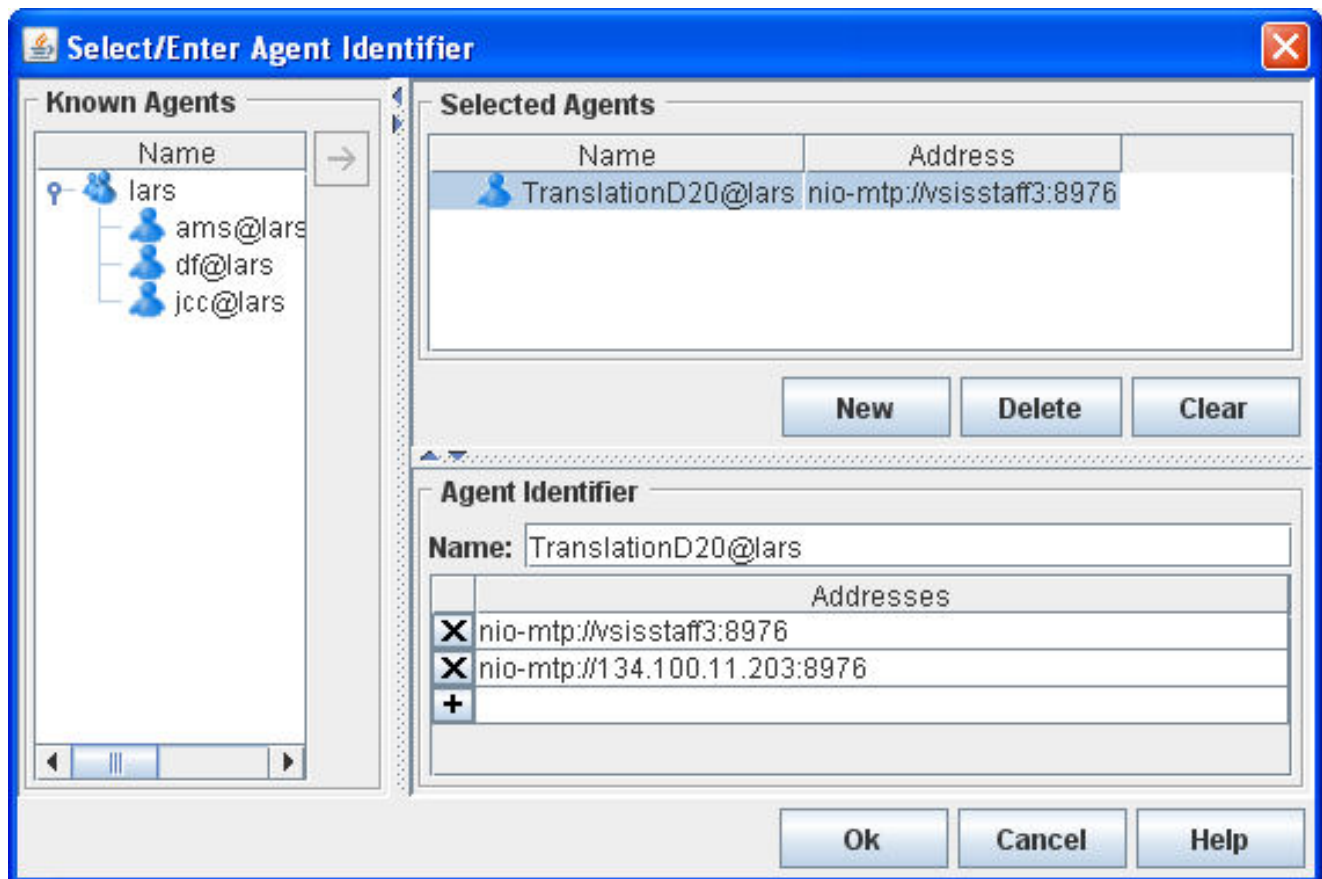 Select/Enter Agent Identifier
Known Agents
Name
lars
ams@lars
df@lars
jcc@lars
Selected Agents
Name Address
TranslationD20@lars nio-mtp://vsisstaff3:8976
New Delete Clear
Agent Identifier
Name: TranslationD20@lars
Addresses
nio-mtp://vsisstaff3:8976
nio-mtp://134.100.11.203:8976
Ok Cancel Help